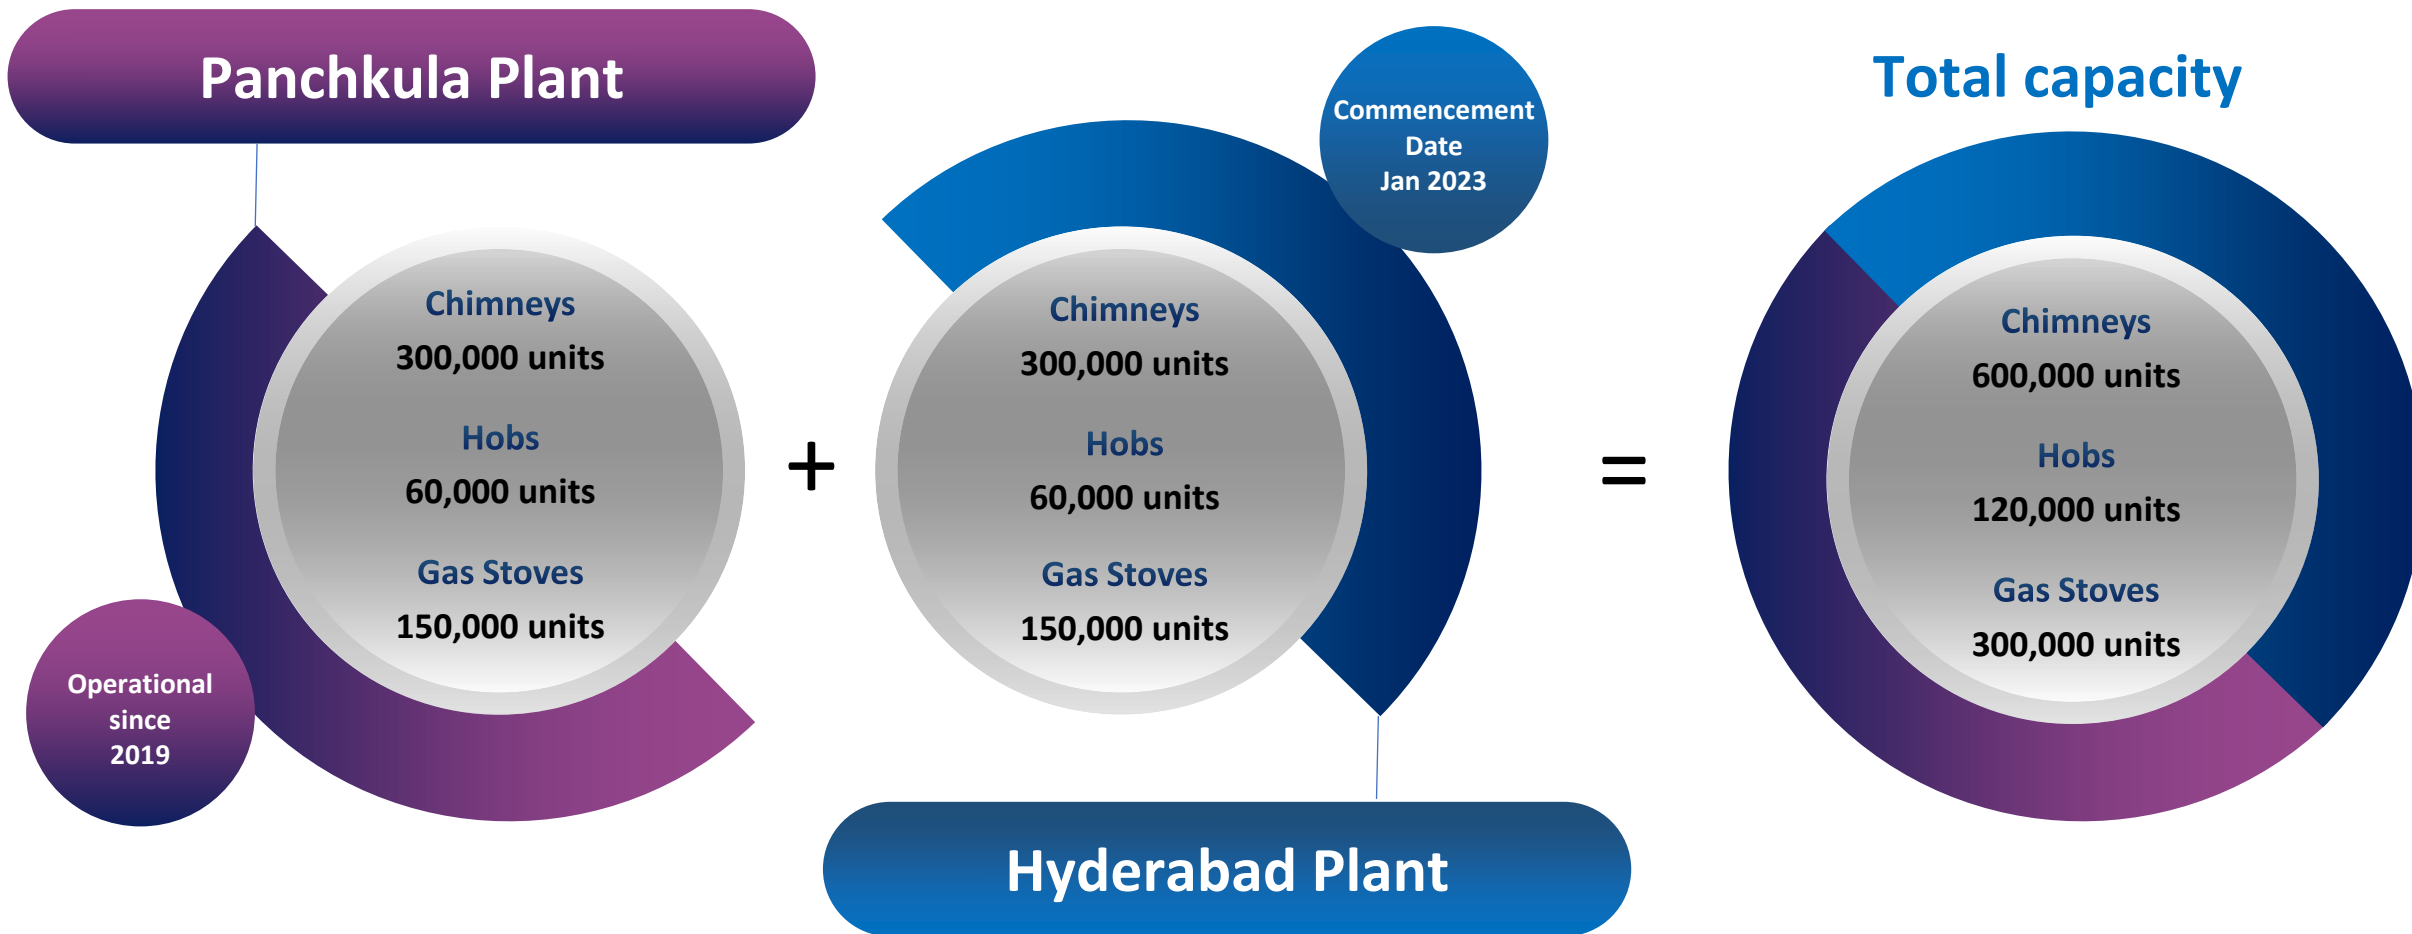 Panchkula Plant
Chimneys
300,000 units
Hobs
60,000 units
Gas Stoves
150,000 units
Operational
since
2019
+
Commencement
Date
Jan 2023
Chimneys
300,000 units
Hobs
60,000 units
Gas Stoves
150,000 units
Hyderabad Plant
=
Total capacity
Chimneys
600,000 units
Hobs
120,000 units
Gas Stoves
300,000 units